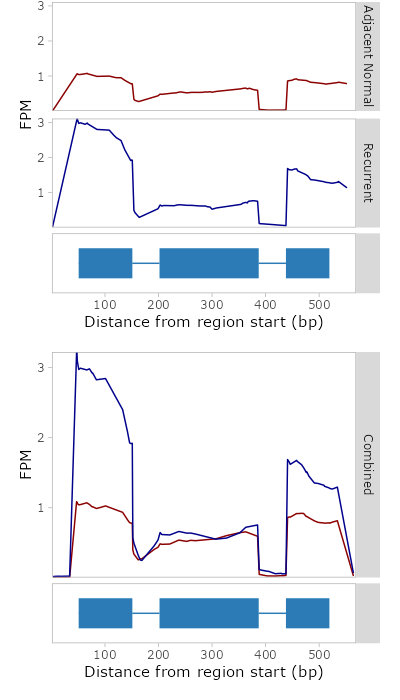 3
2
1
Adjacent Normal
FPM
3
2
1
Recurrent
100 200 300 400 500
Distance from region start (bp)
3
2
1
FPM
Combined
100 200 300 400 500
Distance from region start (bp)